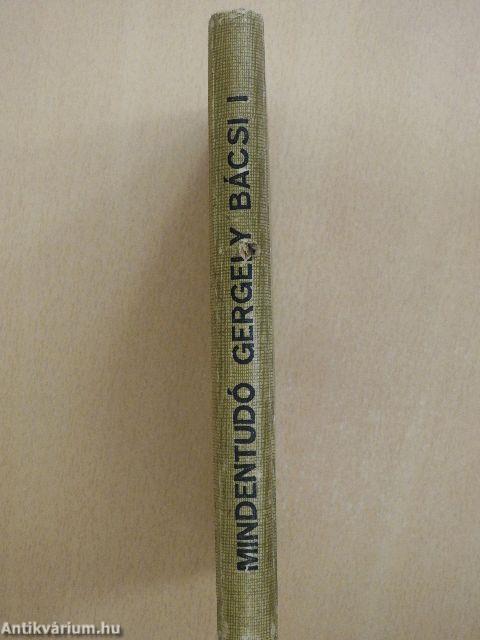 MINDENTUDÓ GERGELY BÁCSI I
Antikvárium.hu